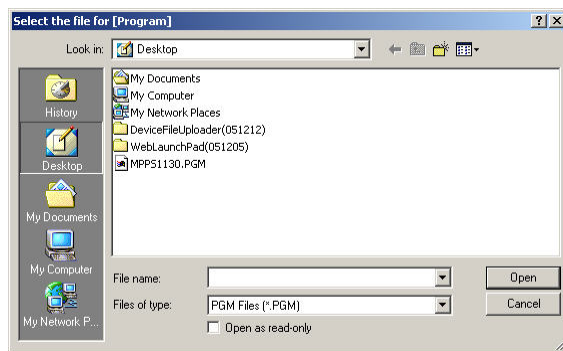 Select the file for [Program]
Look in:
Desktop
History
Desktop
My Documents
My Computer
My Network P...
My Documents
My Computer
My Network Places
DeviceFileUploader(051212)
WebLaunchPad(051205)
MPPS1130.PGM
File name:
Open
Files of type:
PGM Files (*.PGM)
Cancel
Open as read-only